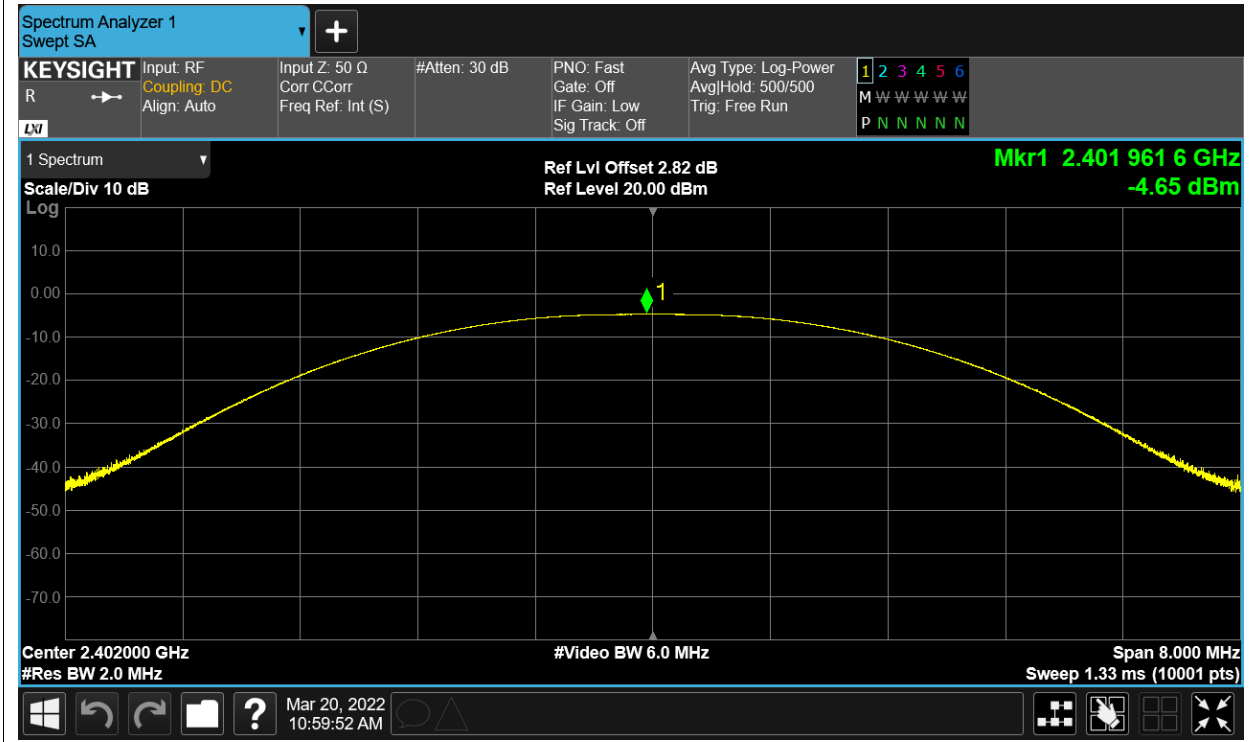 Spectrum Analyzer 1
Swept SA
KEYSIGHT
R
LXI
Input: RF
Coupling: DC
Align: Auto
Input Z: 50 Ω
Corr CCorr
Freq Ref: Int (S)
#Atten: 30 dB
PNO: Fast
Gate: Off
IF Gain: Low
Sig Track: Off
Avg Type: Log-Power
Avg|Hold: 500/500
Trig: Free Run
1 2 3 4 5 6
M W W W W W
P N N N N N
1 Spectrum
Scale/Div 10 dB
Log
Ref Lvl Offset 2.82 dB
Ref Level 20.00 dBm
Mkr1 2.401 961 6 GHz
-4.65 dBm
10.0
0.00
1
-10.0
-20.0
-30.0
-40.0
-50.0
-60.0
-70.0
Center 2.402000 GHz
#Video BW 6.0 MHz
Span 8.000 MHz
#Res BW 2.0 MHz
Sweep 1.33 ms (10001 pts)
?
Mar 20, 2022
10:59:52 AM